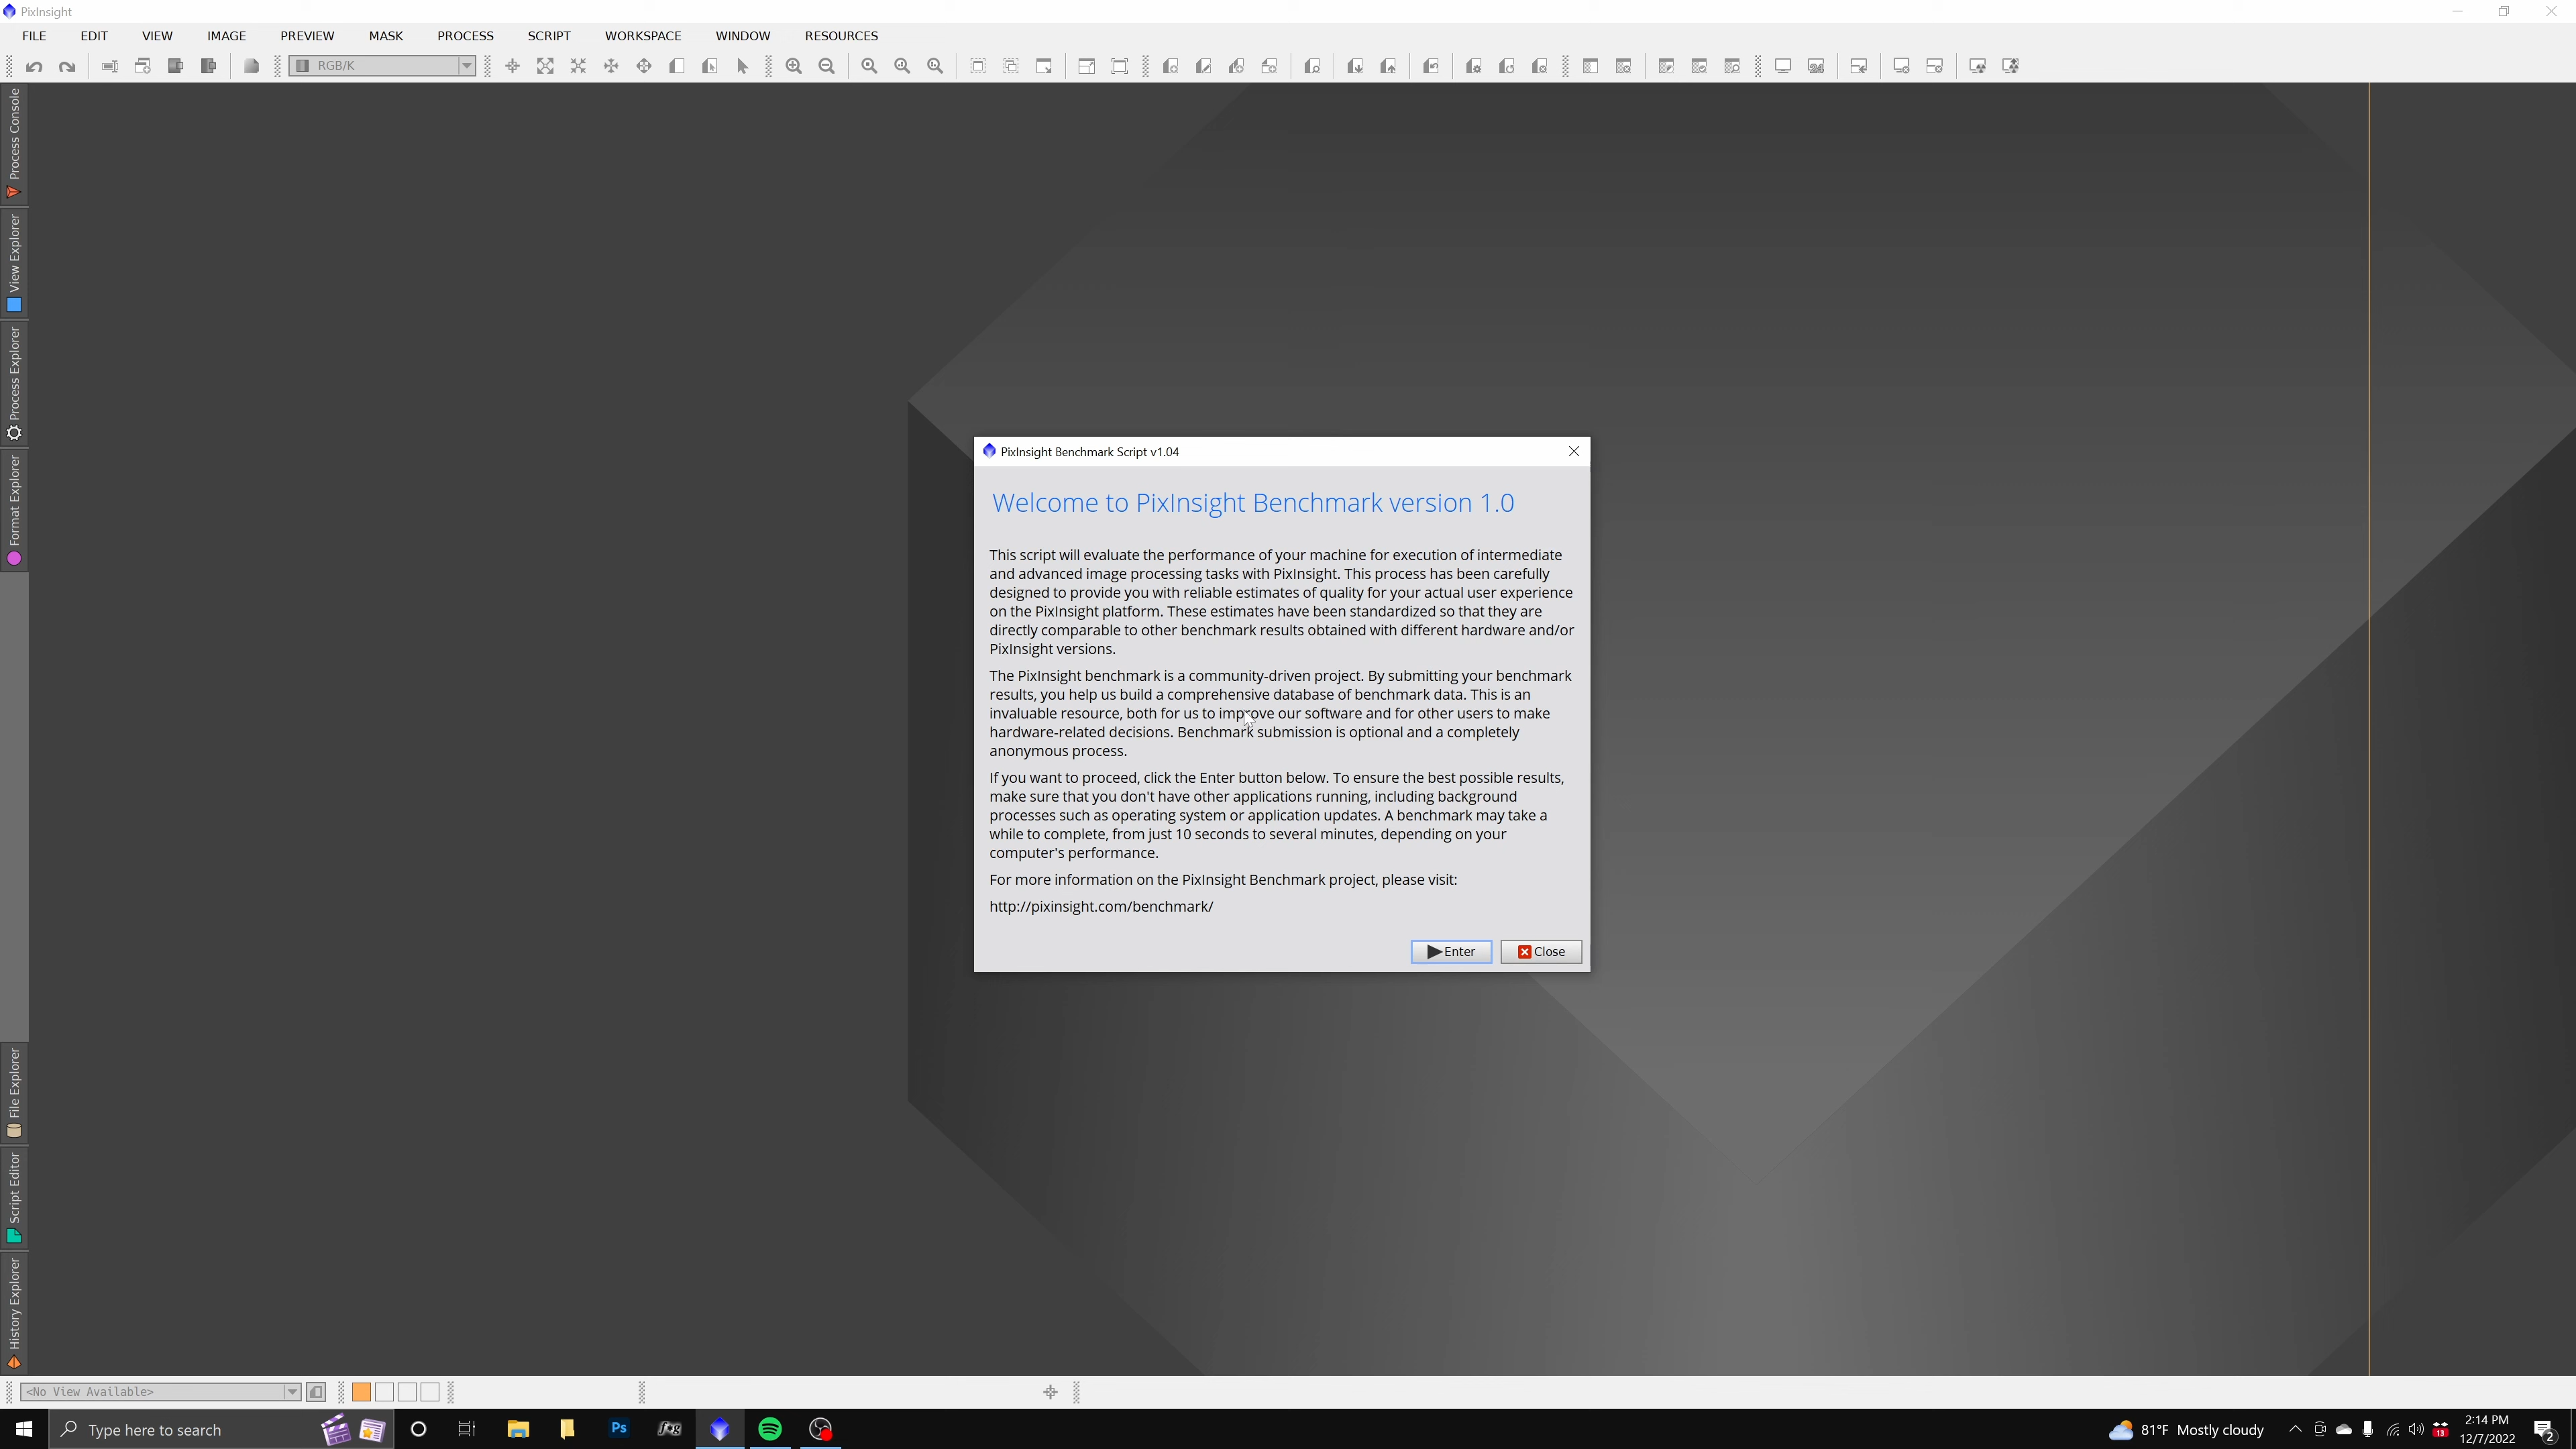 PixInsight
FILE EDIT VIEW IMAGE PREVIEW MASK PROCESS SCRIPT WORKSPACE WINDOW RESOURCES
RGB/K
Process Console
View Explorer
Process Explorer
Format Explorer
PixInsight Benchmark Script v1.04
Welcome to PixInsight Benchmark version 1.0
This script will evaluate the performance of your machine for execution of intermediate
and advanced image processing tasks with PixInsight. This process has been carefully
designed to provide you with reliable estimates of quality for your actual user experience
on the PixInsight platform. These estimates have been standardized so that they are
directly comparable to other benchmark results obtained with different hardware and/or
PixInsight versions.
The PixInsight benchmark is a community-driven project. By submitting your benchmark
results, you help us build a comprehensive database of benchmark data. This is an
invaluable resource, both for us to improve our software and for other users to make
hardware-related decisions. Benchmark submission is optional and a completely
anonymous process.
If you want to proceed, click the Enter button below. To ensure the best possible results,
make sure that you don't have other applications running, including background
processes such as operating system or application updates. A benchmark may take a
while to complete, from just 10 seconds to several minutes, depending on your
computer's performance.
For more information on the PixInsight Benchmark project, please visit:
http://pixinsight.com/benchmark/
Enter Close
File Explorer
Script Editor
History Explorer
<No View Available>
Type here to search
Ps
81°F Mostly cloudy
13
2:14 PM
12/7/2022
2